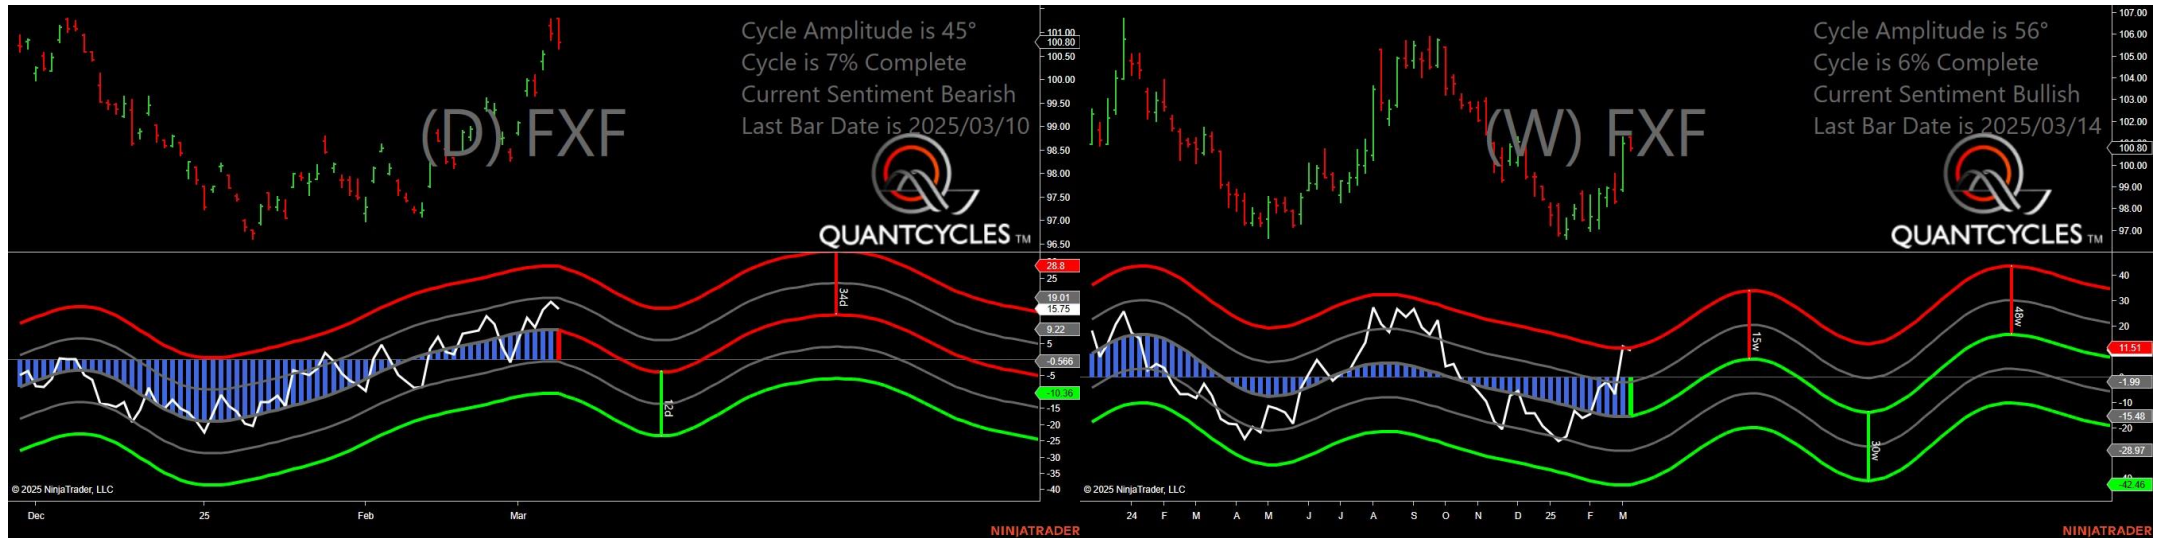 Cycle Amplitude is 45°
Cycle is 7% Complete
Current Sentiment Bearish
Last Bar Date is 2025/03/10
(D) FXF
QUANTCYCLES TM
101.00
100.80
100.50
100.00
99.50
99.00
98.50
98.00
97.50
97.00
96.50
28.8
25
19.01
15.75
9.22
5
-0.566
-5
-10.36
-15
-20
-25
-30
-35
-40
12d
34d
© 2025 NinjaTrader, LLC
Dec 25 Feb Mar
NINJATRADER
Cycle Amplitude is 56°
Cycle is 6% Complete
Current Sentiment Bullish
Last Bar Date is 2025/03/14
(W) FXF
QUANTCYCLES TM
107.00
106.00
105.00
104.00
103.00
102.00
100.80
100.00
99.00
98.00
97.00
40
30
20
11.51
-1.99
-10
-15.48
-20
-28.97
-42.46
15w
30w
48w
© 2025 NinjaTrader, LLC
24 F M A M J J A S O N D 25 F M
NINJATRADER